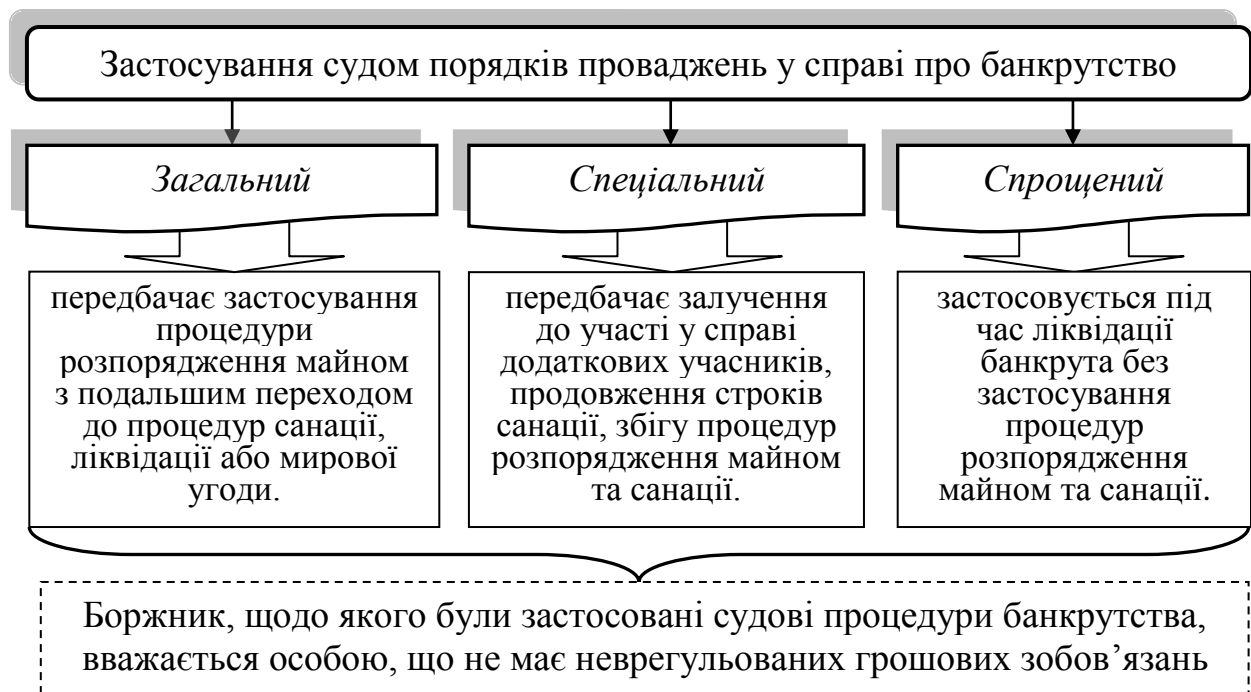 Застосування судом порядків проваджень у справі про банкрутство
Загальний
Спеціальний
Спрощений
передбачає застосування
процедури
розпорядження майном
з подальшим переходом
до процедур санації,
ліквідації або мирової
угоди.
передбачає залучення
до участі у справі
додаткових учасників,
продовження строків
санації, збігу процедур
розпорядження майном
та санації.
застосовується під
час ліквідації
банкрута без
застосування
процедур
розпорядження
майном та санації.
Боржник, щодо якого були застосовані судові процедури банкрутства,
вважається особою, що не має неврегульованих грошових зобов’язань